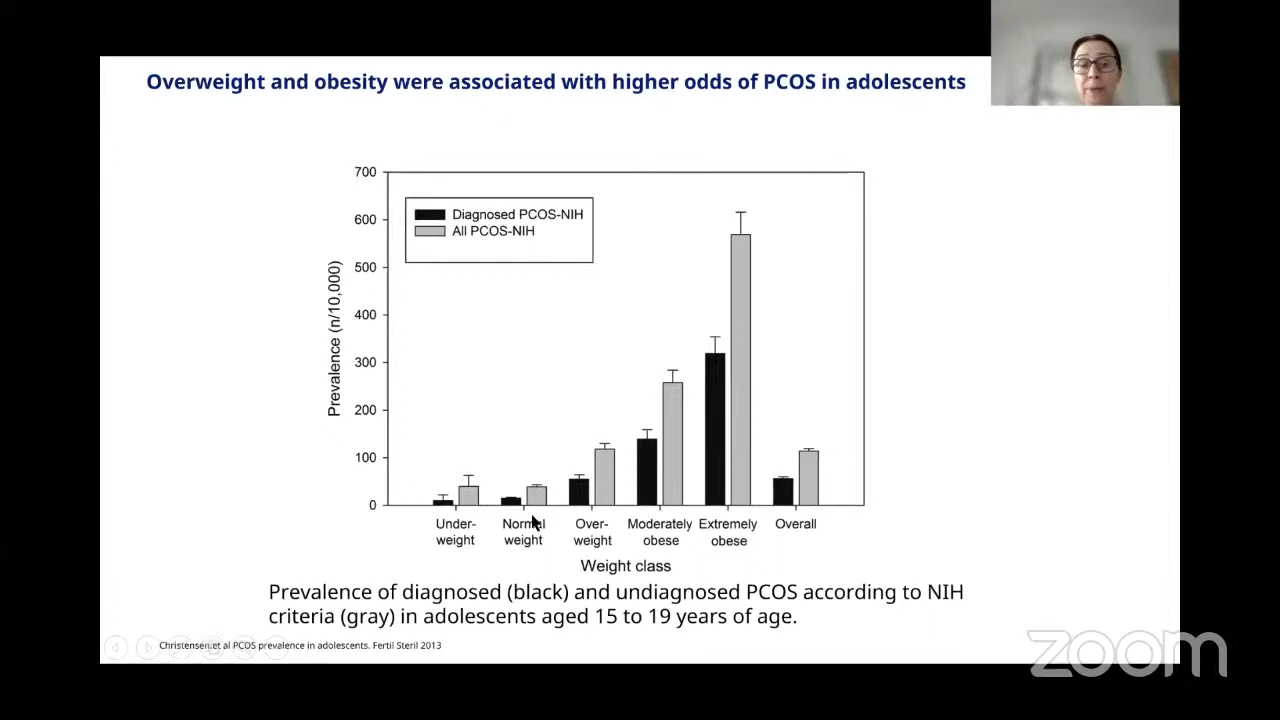 Overweight and obesity were associated with higher odds of PCOS in adolescents
700
600
500
400
300
200
100
0
Prevalence (n/10,000)
Diagnosed PCOS-NIH
All PCOS-NIH
Under-
weight
Normal
weight
Over-
weight
Moderately
obese
Extremely
obese
Overall
Weight class
Prevalence of diagnosed (black) and undiagnosed PCOS according to NIH
criteria (gray) in adolescents aged 15 to 19 years of age.
Christensen et al PCOS prevalence in adolescents. Fertil Steril 2013
zoom